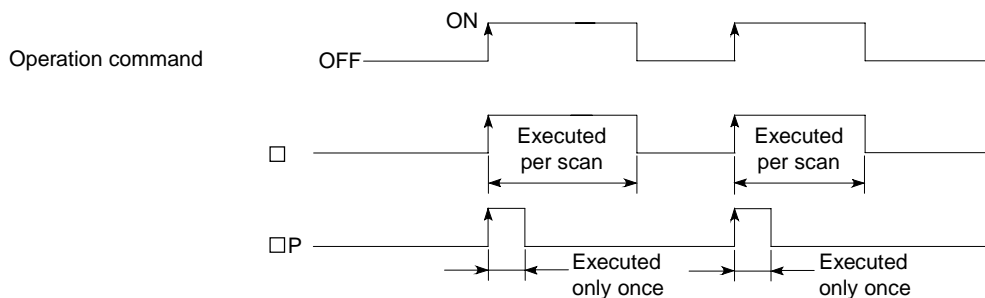 ON
Operation command OFF
□ Executed per scan Executed per scan
□P
Executed only once Executed only once